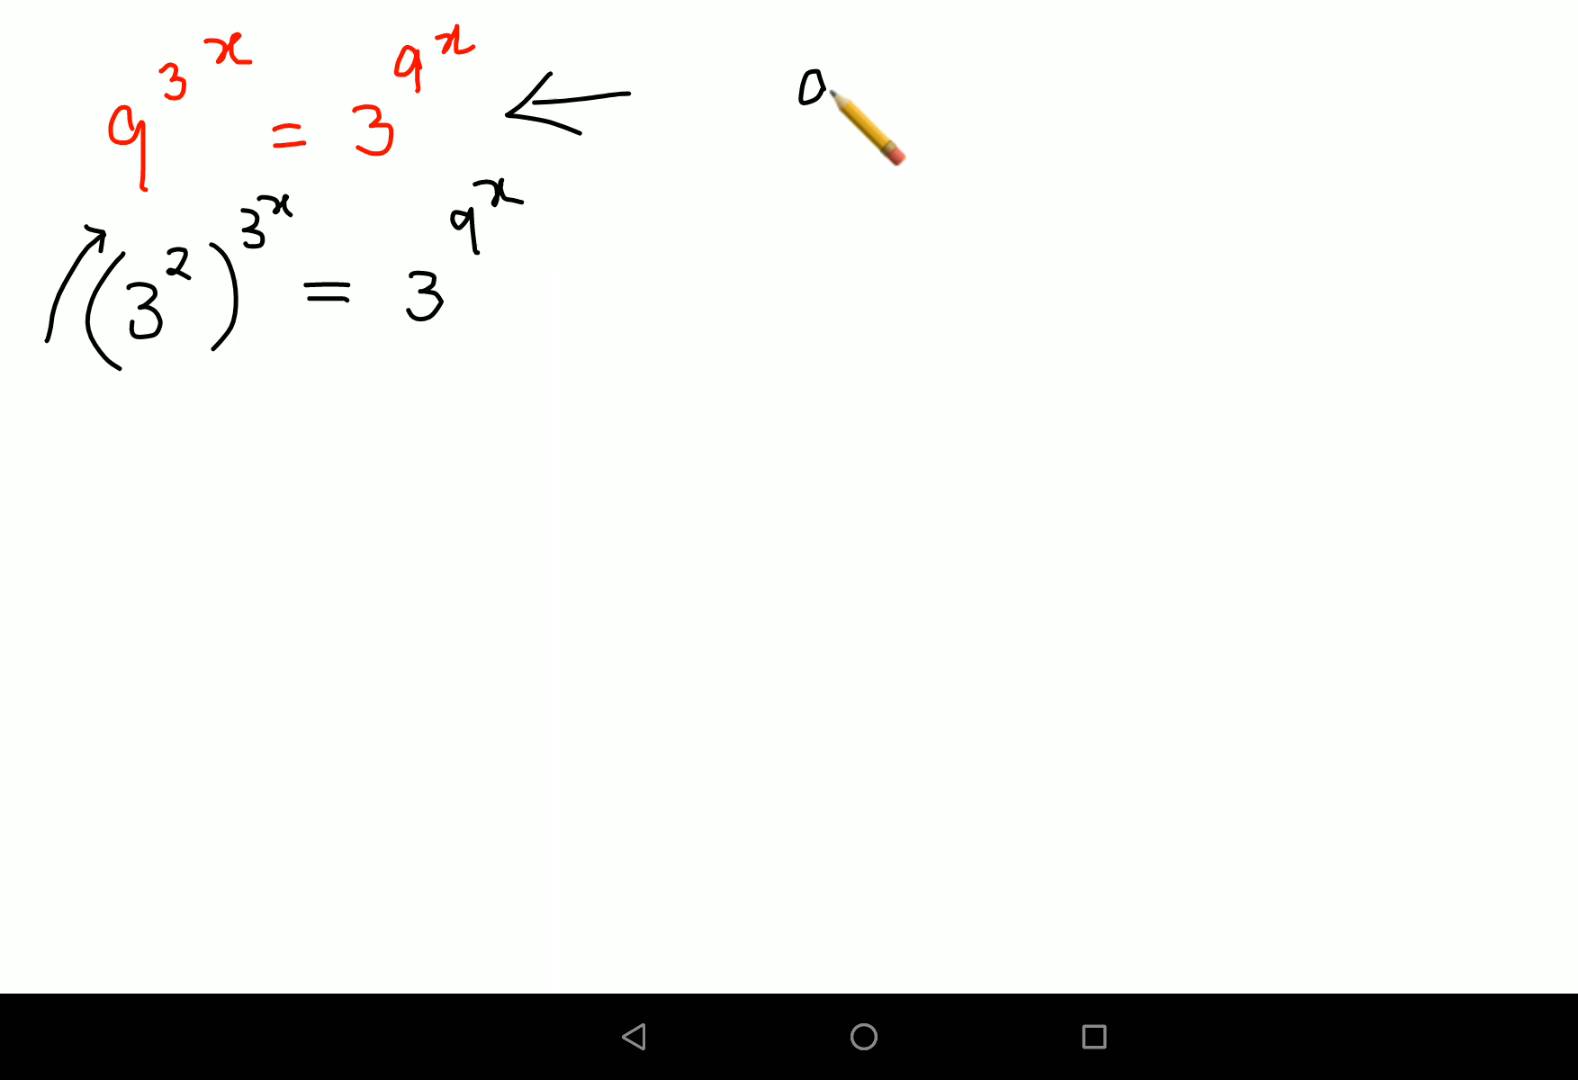 9^{3^x} = 3^{9^x} ←
(3^2)^{3^x} = 3^{9^x}